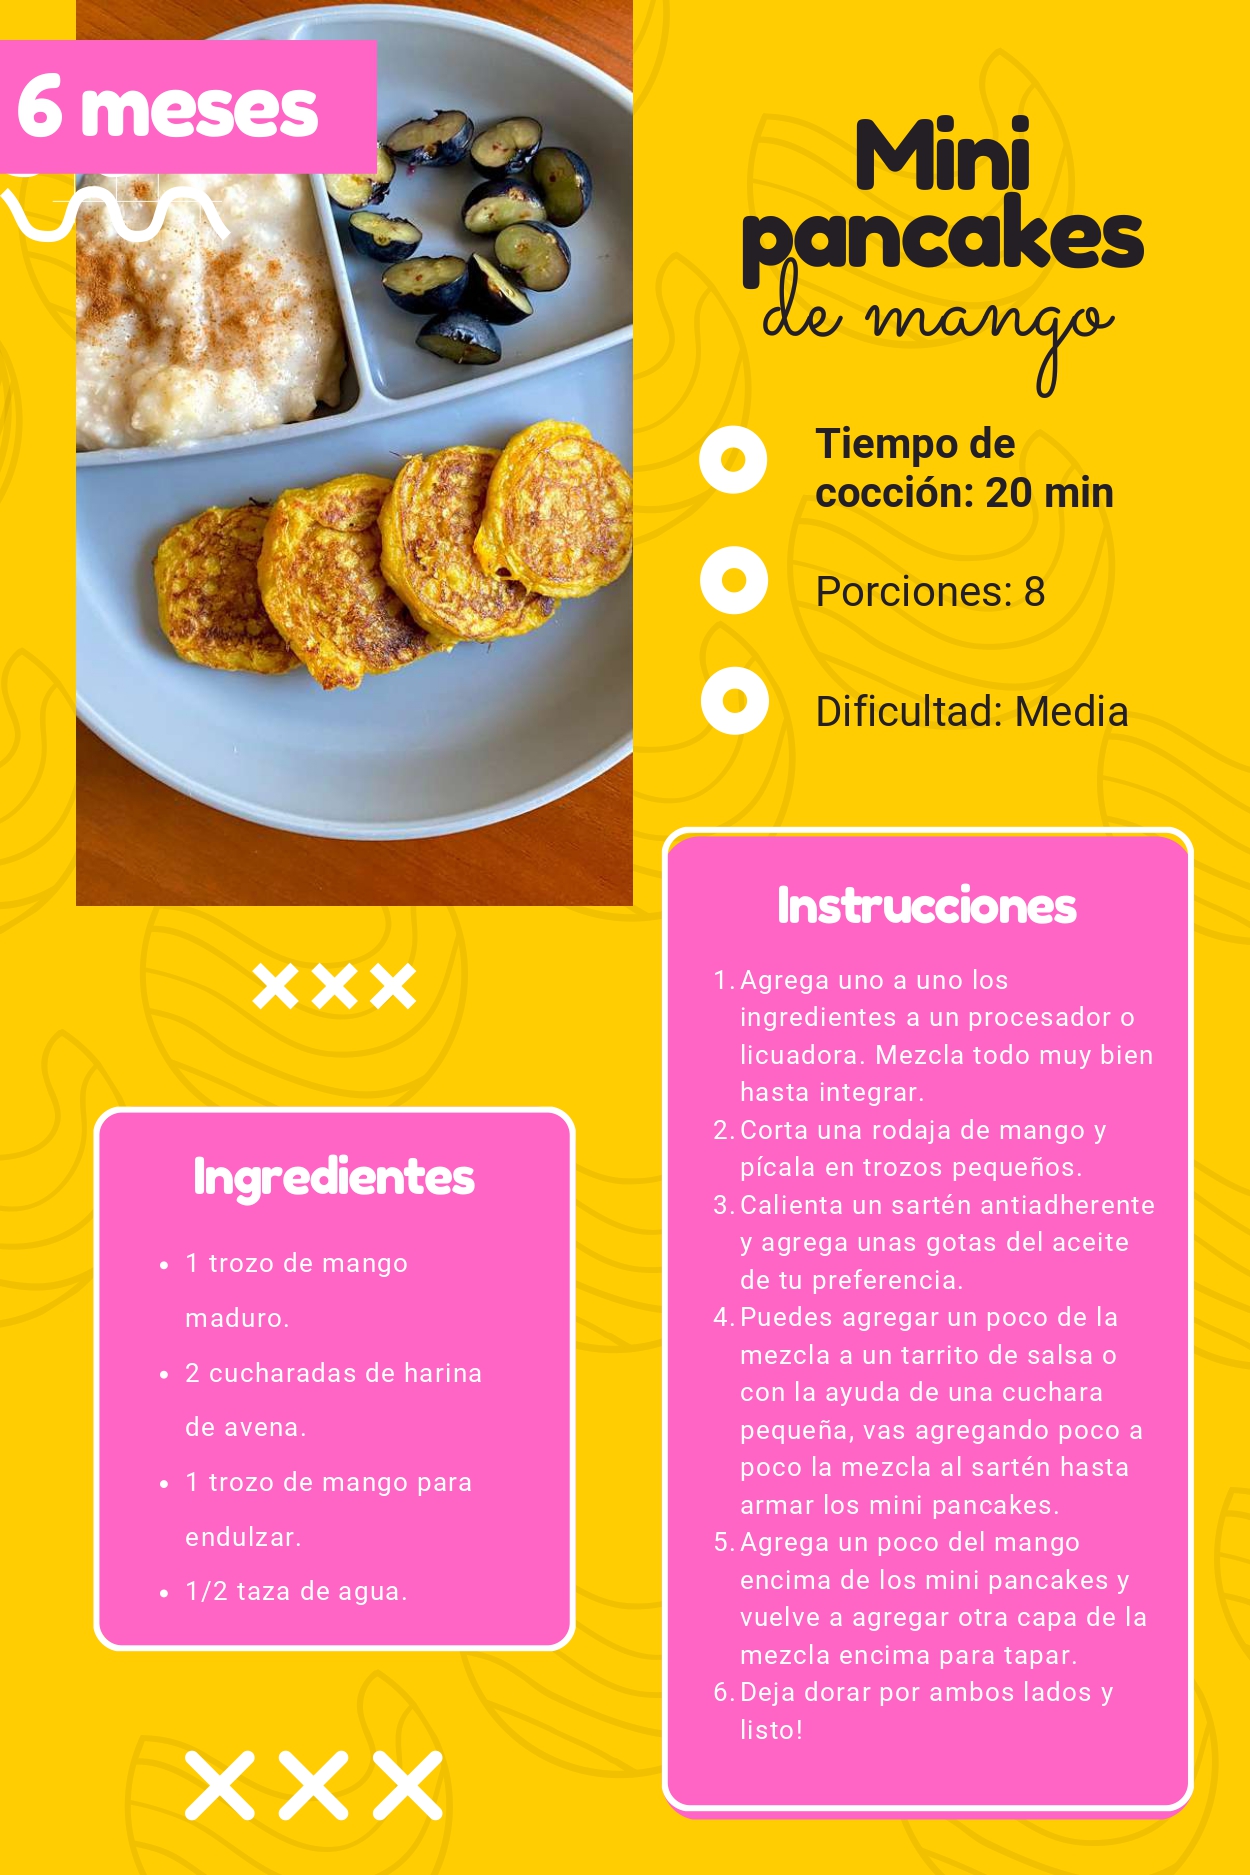 6 meses
Mini
pancakes
de mango
Tiempo de
cocción: 20 min
Porciones: 8
Dificultad: Media
Ingredientes
• 1 trozo de mango
maduro.
• 2 cucharadas de harina
de avena.
• 1 trozo de mango para
endulzar.
• 1/2 taza de agua.
Instrucciones
1. Agrega uno a uno los
ingredientes a un procesador o
licuadora. Mezcla todo muy bien
hasta integrar.
2. Corta una rodaja de mango y
pícala en trozos pequeños.
3. Calienta un sartén antiadherente
y agrega unas gotas del aceite
de tu preferencia.
4. Puedes agregar un poco de la
mezcla a un tarrito de salsa o
con la ayuda de una cuchara
pequeña, vas agregando poco a
poco la mezcla al sartén hasta
armar los mini pancakes.
5. Agrega un poco del mango
encima de los mini pancakes y
vuelve a agregar otra capa de la
mezcla encima para tapar.
6. Deja dorar por ambos lados y
listo!